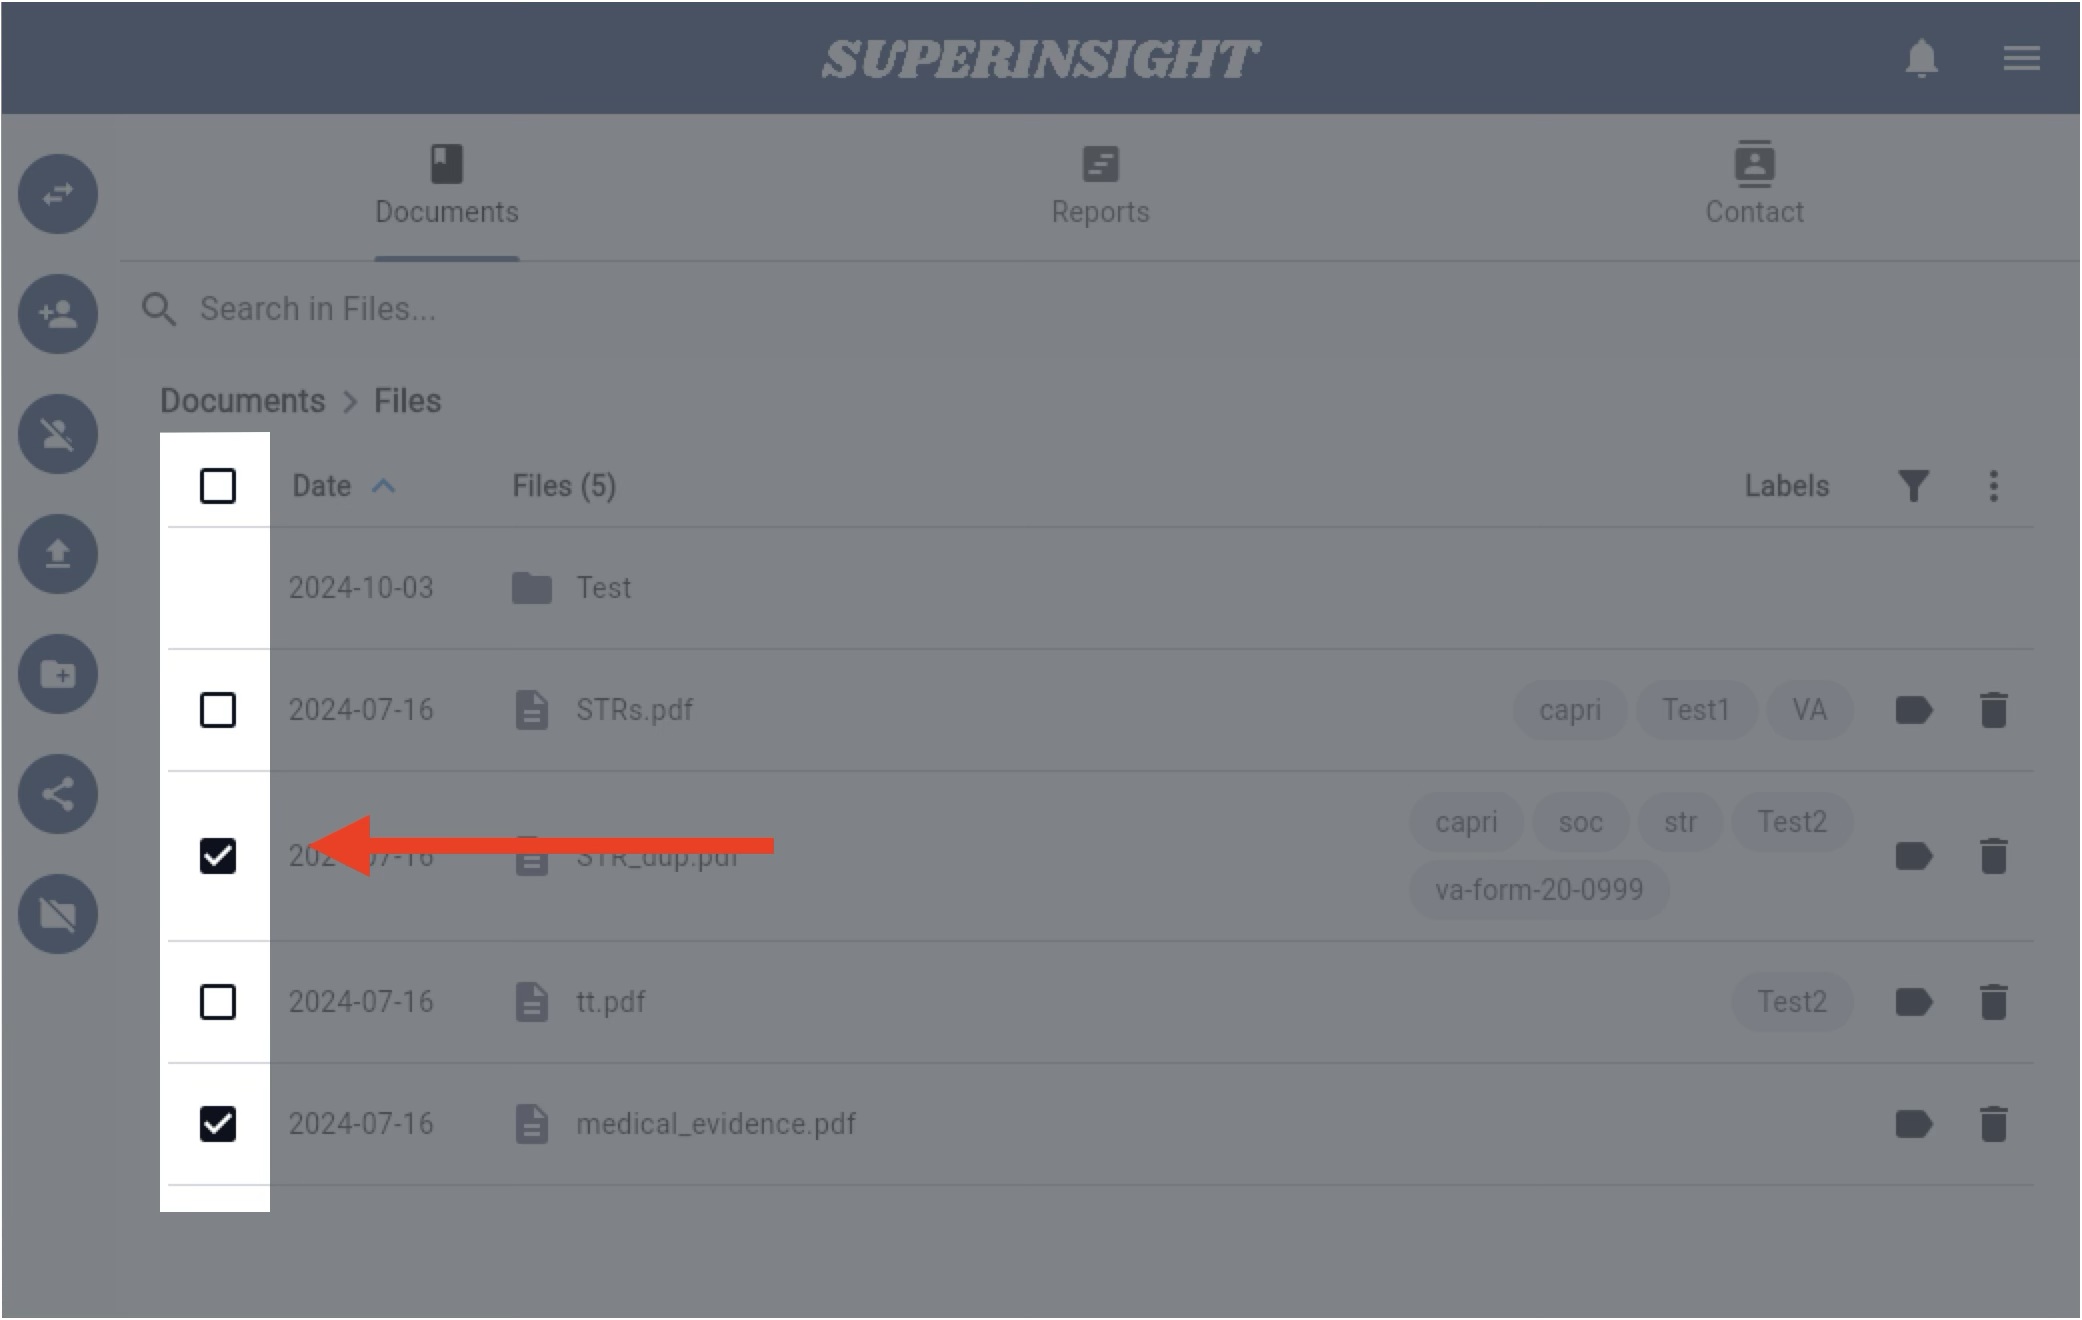 SUPERINSIGHT
Documents Reports Contact
Search in Files...
Documents > Files
Date Files (5) Labels
2024-10-03 Test
2024-07-16 STRs.pdf capri Test1 VA
capri soc str Test2
STR_dup.pdf
va-form-20-0999
2024-07-16 tt.pdf Test2
2024-07-16 medical_evidence.pdf